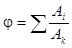 φ = ∑ A_i / A_k